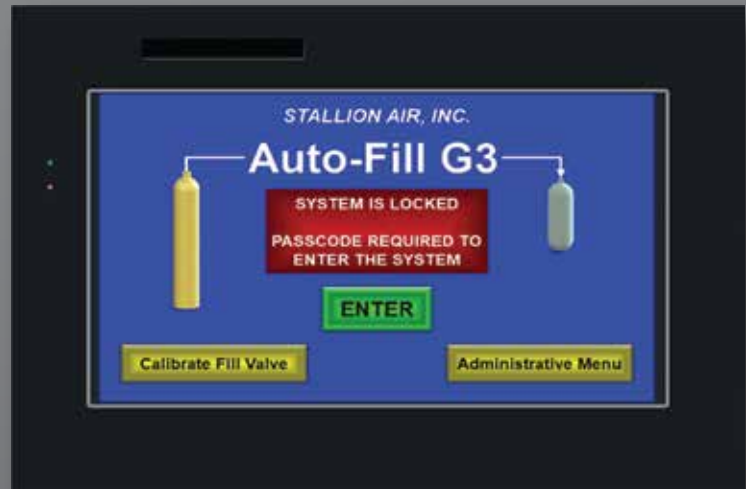 STALLION AIR, INC.
Auto-Fill G3
SYSTEM IS LOCKED
PASSCODE REQUIRED TO
ENTER THE SYSTEM
ENTER
Calibrate Fill Valve
Administrative Menu